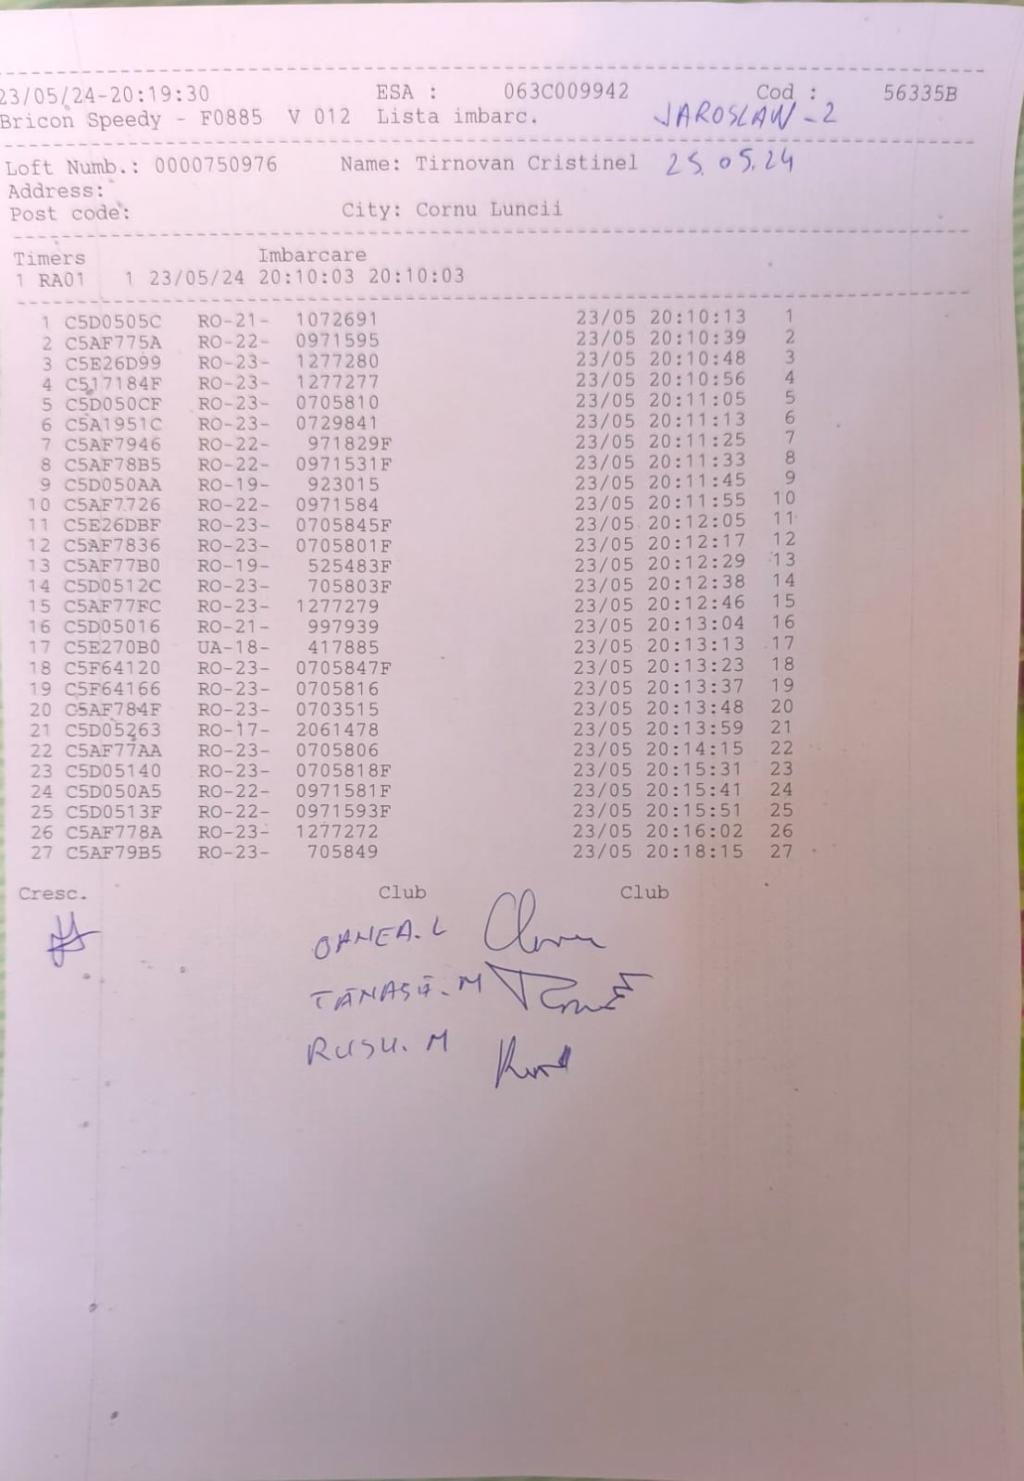 23/05/24-20:19:30 ESA : 063C009942 Cod : 56335B
Bricon Speedy - F0885 V 012 Lista imbarc. JAROSLAW-2
Loft Numb.: 0000750976 Name: Tirnovan Cristinel 25.05.24
Address:
Post code: City: Cornu Luncii
Timers Imbarcare
1 RA01 1 23/05/24 20:10:03 20:10:03
1 C5D0505C RO-21- 1072691 23/05 20:10:13 1
2 C5AF775A RO-22- 0971595 23/05 20:10:39 2
3 C5E26D99 RO-23- 1277280 23/05 20:10:48 3
4 C517184F RO-23- 1277277 23/05 20:10:56 4
5 C5D050CF RO-23- 0705810 23/05 20:11:05 5
6 C5A1951C RO-23- 0729841 23/05 20:11:13 6
7 C5AF7946 RO-22- 971829F 23/05 20:11:25 7
8 C5AF78B5 RO-22- 0971531F 23/05 20:11:33 8
9 C5D050AA RO-19- 923015 23/05 20:11:45 9
10 C5AF7726 RO-22- 0971584 23/05 20:11:55 10
11 C5E26DBF RO-23- 0705845F 23/05 20:12:05 11
12 C5AF7836 RO-23- 0705801F 23/05 20:12:17 12
13 C5AF77B0 RO-19- 525483F 23/05 20:12:29 13
14 C5D0512C RO-23- 705803F 23/05 20:12:38 14
15 C5AF77FC RO-23- 1277279 23/05 20:12:46 15
16 C5D05016 RO-21- 997939 23/05 20:13:04 16
17 C5E270B0 UA-18- 417885 23/05 20:13:13 17
18 C5F64120 RO-23- 0705847F 23/05 20:13:23 18
19 C5F64166 RO-23- 0705816 23/05 20:13:37 19
20 C5AF784F RO-23- 0703515 23/05 20:13:48 20
21 C5D05263 RO-17- 2061478 23/05 20:13:59 21
22 C5AF77AA RO-23- 0705806 23/05 20:14:15 22
23 C5D05140 RO-23- 0705818F 23/05 20:15:31 23
24 C5D050A5 RO-22- 0971581F 23/05 20:15:41 24
25 C5D0513F RO-22- 0971593F 23/05 20:15:51 25
26 C5AF778A RO-23- 1277272 23/05 20:16:02 26
27 C5AF79B5 RO-23- 705849 23/05 20:18:15 27
Cresc. Club Club
OANEA.L
TĂNASĂ.M
RUSU.M